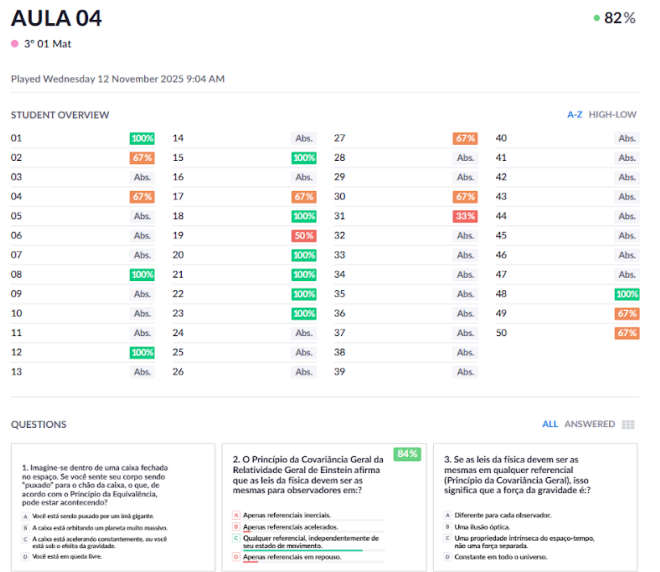 AULA 04
82%
3º 01 Mat
Played Wednesday 12 November 2025 9:04 AM
STUDENT OVERVIEW
A-Z HIGH-LOW
01 100% 14 Abs. 27 67% 40 Abs.
02 67% 15 100% 28 Abs. 41 Abs.
03 Abs. 16 Abs. 29 Abs. 42 Abs.
04 67% 17 67% 30 67% 43 Abs.
05 Abs. 18 100% 31 33% 44 Abs.
06 Abs. 19 50% 32 Abs. 45 Abs.
07 Abs. 20 100% 33 Abs. 46 Abs.
08 100% 21 100% 34 Abs. 47 Abs.
09 Abs. 22 100% 35 Abs. 48 100%
10 Abs. 23 100% 36 Abs. 49 67%
11 Abs. 24 Abs. 37 Abs. 50 67%
12 100% 25 Abs. 38 Abs.
13 Abs. 26 Abs. 39 Abs.
QUESTIONS
ALL ANSWERED
1. Imagine-se dentro de uma caixa fechada
no espaço. Se você sente seu corpo sendo
"puxado" para o chão da caixa, o que, de
acordo com o Princípio da Equivalência,
pode estar acontecendo?
A Você está sendo puxado por um imã gigante.
B A caixa está orbitando um planeta muito massivo.
C A caixa está acelerando constantemente, ou você
está sob o efeito da gravidade.
D Você está em queda livre.
84%
2. O Princípio da Covariância Geral da
Relatividade Geral de Einstein afirma
que as leis da física devem ser as
mesmas para observadores em:?
A Apenas referenciais inerciais.
B Apenas referenciais acelerados.
C Qualquer referencial, independentemente de
seu estado de movimento.
D Apenas referenciais em repouso.
3. Se as leis da física devem ser as
mesmas em qualquer referencial
(Princípio da Covariância Geral), isso
significa que a força da gravidade é:?
A Diferente para cada observador.
B Uma ilusão óptica.
C Uma propriedade intrínseca do espaço-tempo,
não uma força separada.
D Constante em todo o universo.